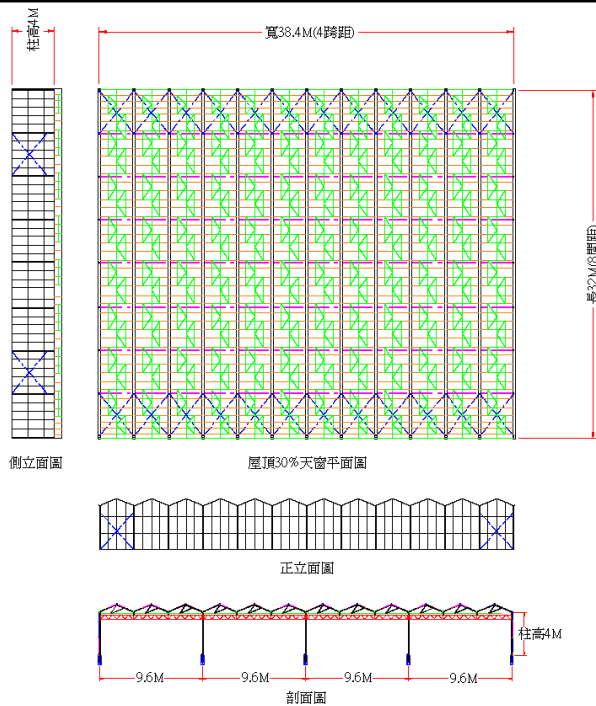 柱高4M
寬38.4M(4跨距)
長32M(8間距)
側立面圖
屋頂30%天窗平面圖
正立面圖
柱高4M
9.6M
9.6M
9.6M
9.6M
剖面圖